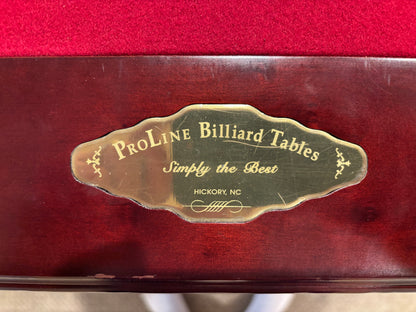 ProLine Billiard Tables
Simply the Best
HICKORY, NC